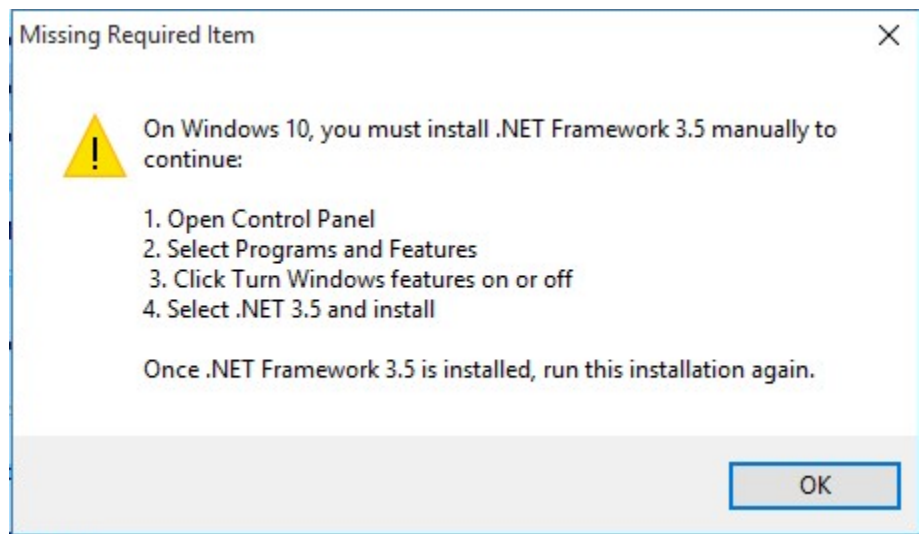 Missing Required Item
On Windows 10, you must install .NET Framework 3.5 manually to
continue:
1. Open Control Panel
2. Select Programs and Features
3. Click Turn Windows features on or off
4. Select .NET 3.5 and install
Once .NET Framework 3.5 is installed, run this installation again.
OK